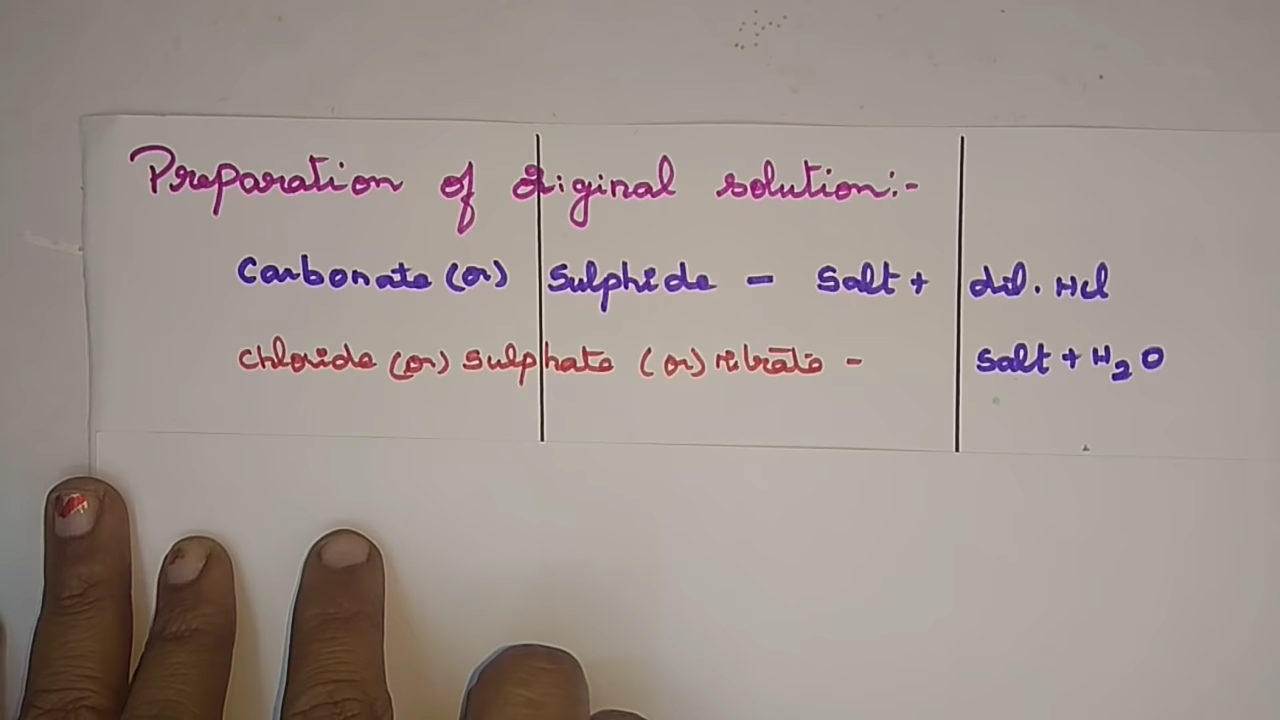 Preparation of original solution:-
Carbonate (or) Sulphide - Salt + dil. Hcl
Chloride (or) sulphate (or) nitrate - Salt + H₂O